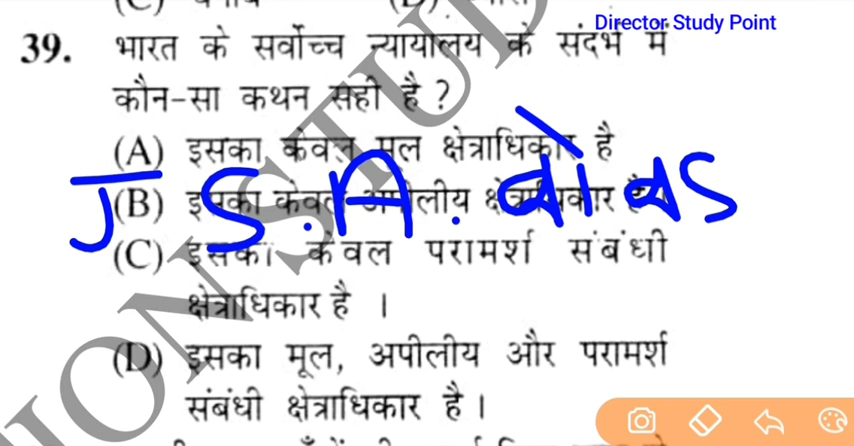 Director Study Point
39. भारत के सर्वोच्च न्यायालय के संदर्भ में
कौन-सा कथन सही है ?
(A) इसका केवल मूल क्षेत्राधिकार है
(B) इसका केवल अपीलीय क्षेत्राधिकार है
(C) इसका केवल परामर्श संबंधी
क्षेत्राधिकार है ।
(D) इसका मूल, अपीलीय और परामर्श
संबंधी क्षेत्राधिकार है ।
S.A.